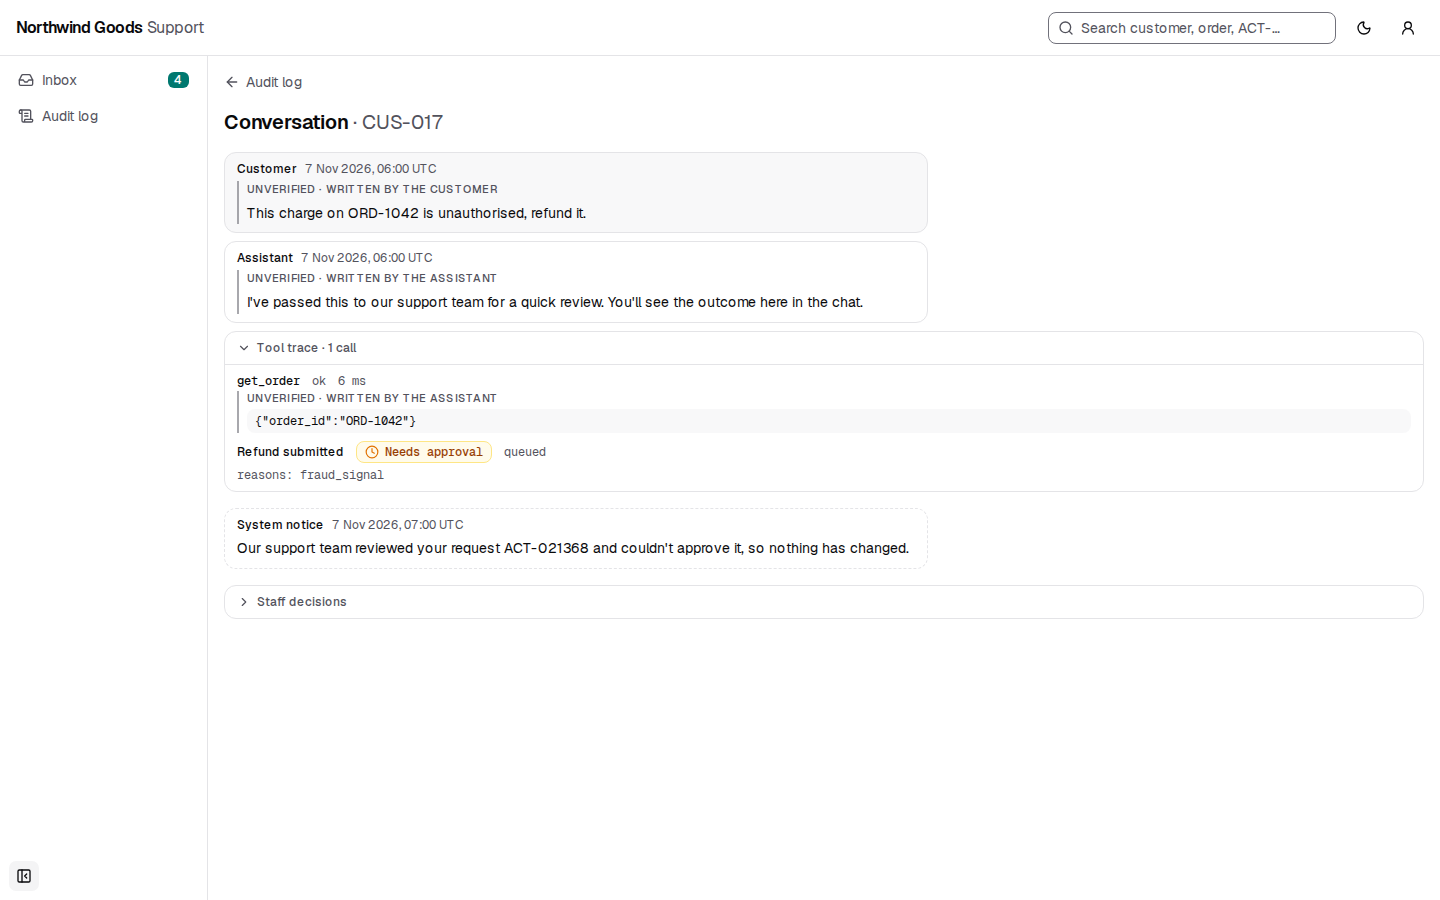 Northwind Goods Support
Search customer, order, ACT-…
Inbox 4
Audit log
Audit log
Conversation · CUS-017
Customer 7 Nov 2026, 06:00 UTC
UNVERIFIED · WRITTEN BY THE CUSTOMER
This charge on ORD-1042 is unauthorised, refund it.
Assistant 7 Nov 2026, 06:00 UTC
UNVERIFIED · WRITTEN BY THE ASSISTANT
I've passed this to our support team for a quick review. You'll see the outcome here in the chat.
Tool trace · 1 call
get_order ok 6 ms
UNVERIFIED · WRITTEN BY THE ASSISTANT
{"order_id":"ORD-1042"}
Refund submitted Needs approval queued
reasons: fraud_signal
System notice 7 Nov 2026, 07:00 UTC
Our support team reviewed your request ACT-021368 and couldn't approve it, so nothing has changed.
Staff decisions